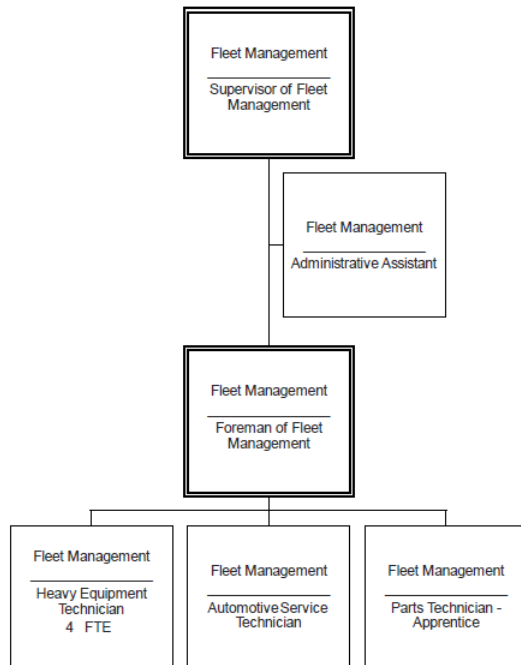 Fleet Management
Supervisor of Fleet
Management
Fleet Management
Administrative Assistant
Fleet Management
Foreman of Fleet
Management
Fleet Management
Heavy Equipment
Technician
4 FTE
Fleet Management
Automotive Service
Technician
Fleet Management
Parts Technician -
Apprentice